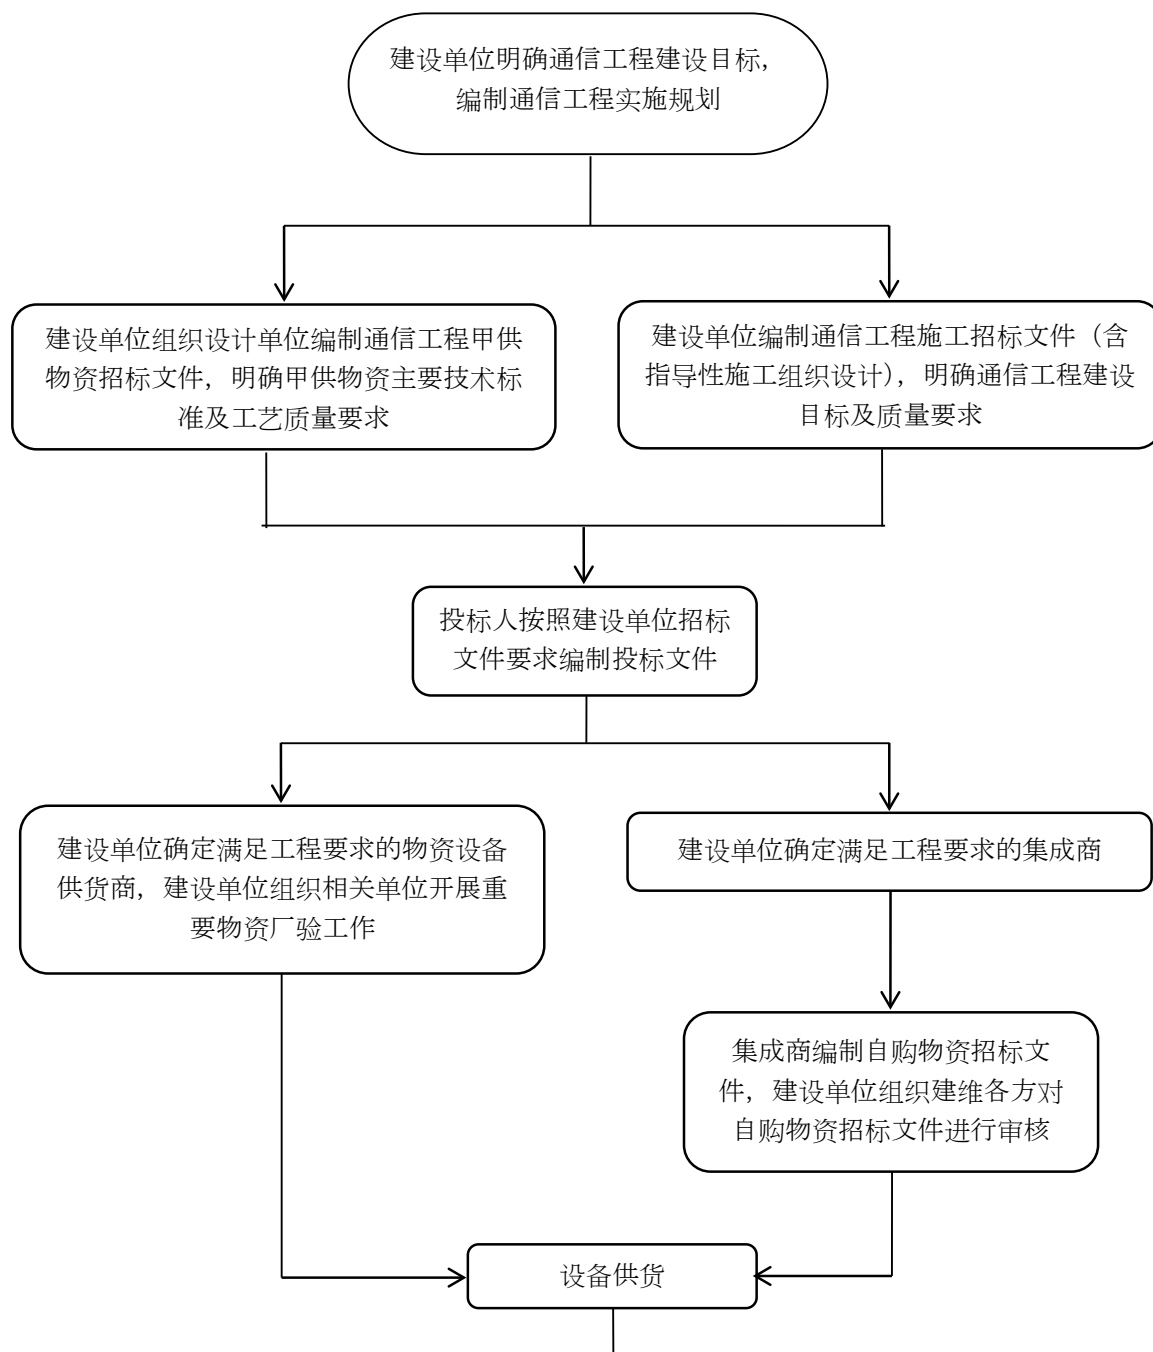 建设单位明确通信工程建设目标，
编制通信工程实施规划
建设单位组织设计单位编制通信工程甲供
物资招标文件，明确甲供物资主要技术标
准及工艺质量要求
建设单位编制通信工程施工招标文件（含
指导性施工组织设计），明确通信工程建设
目标及质量要求
投标人按照建设单位招标
文件要求编制投标文件
建设单位确定满足工程要求的物资设备
供货商，建设单位组织相关单位开展重
要物资厂验工作
建设单位确定满足工程要求的集成商
集成商编制自购物资招标文
件，建设单位组织建维各方对
自购物资招标文件进行审核
设备供货